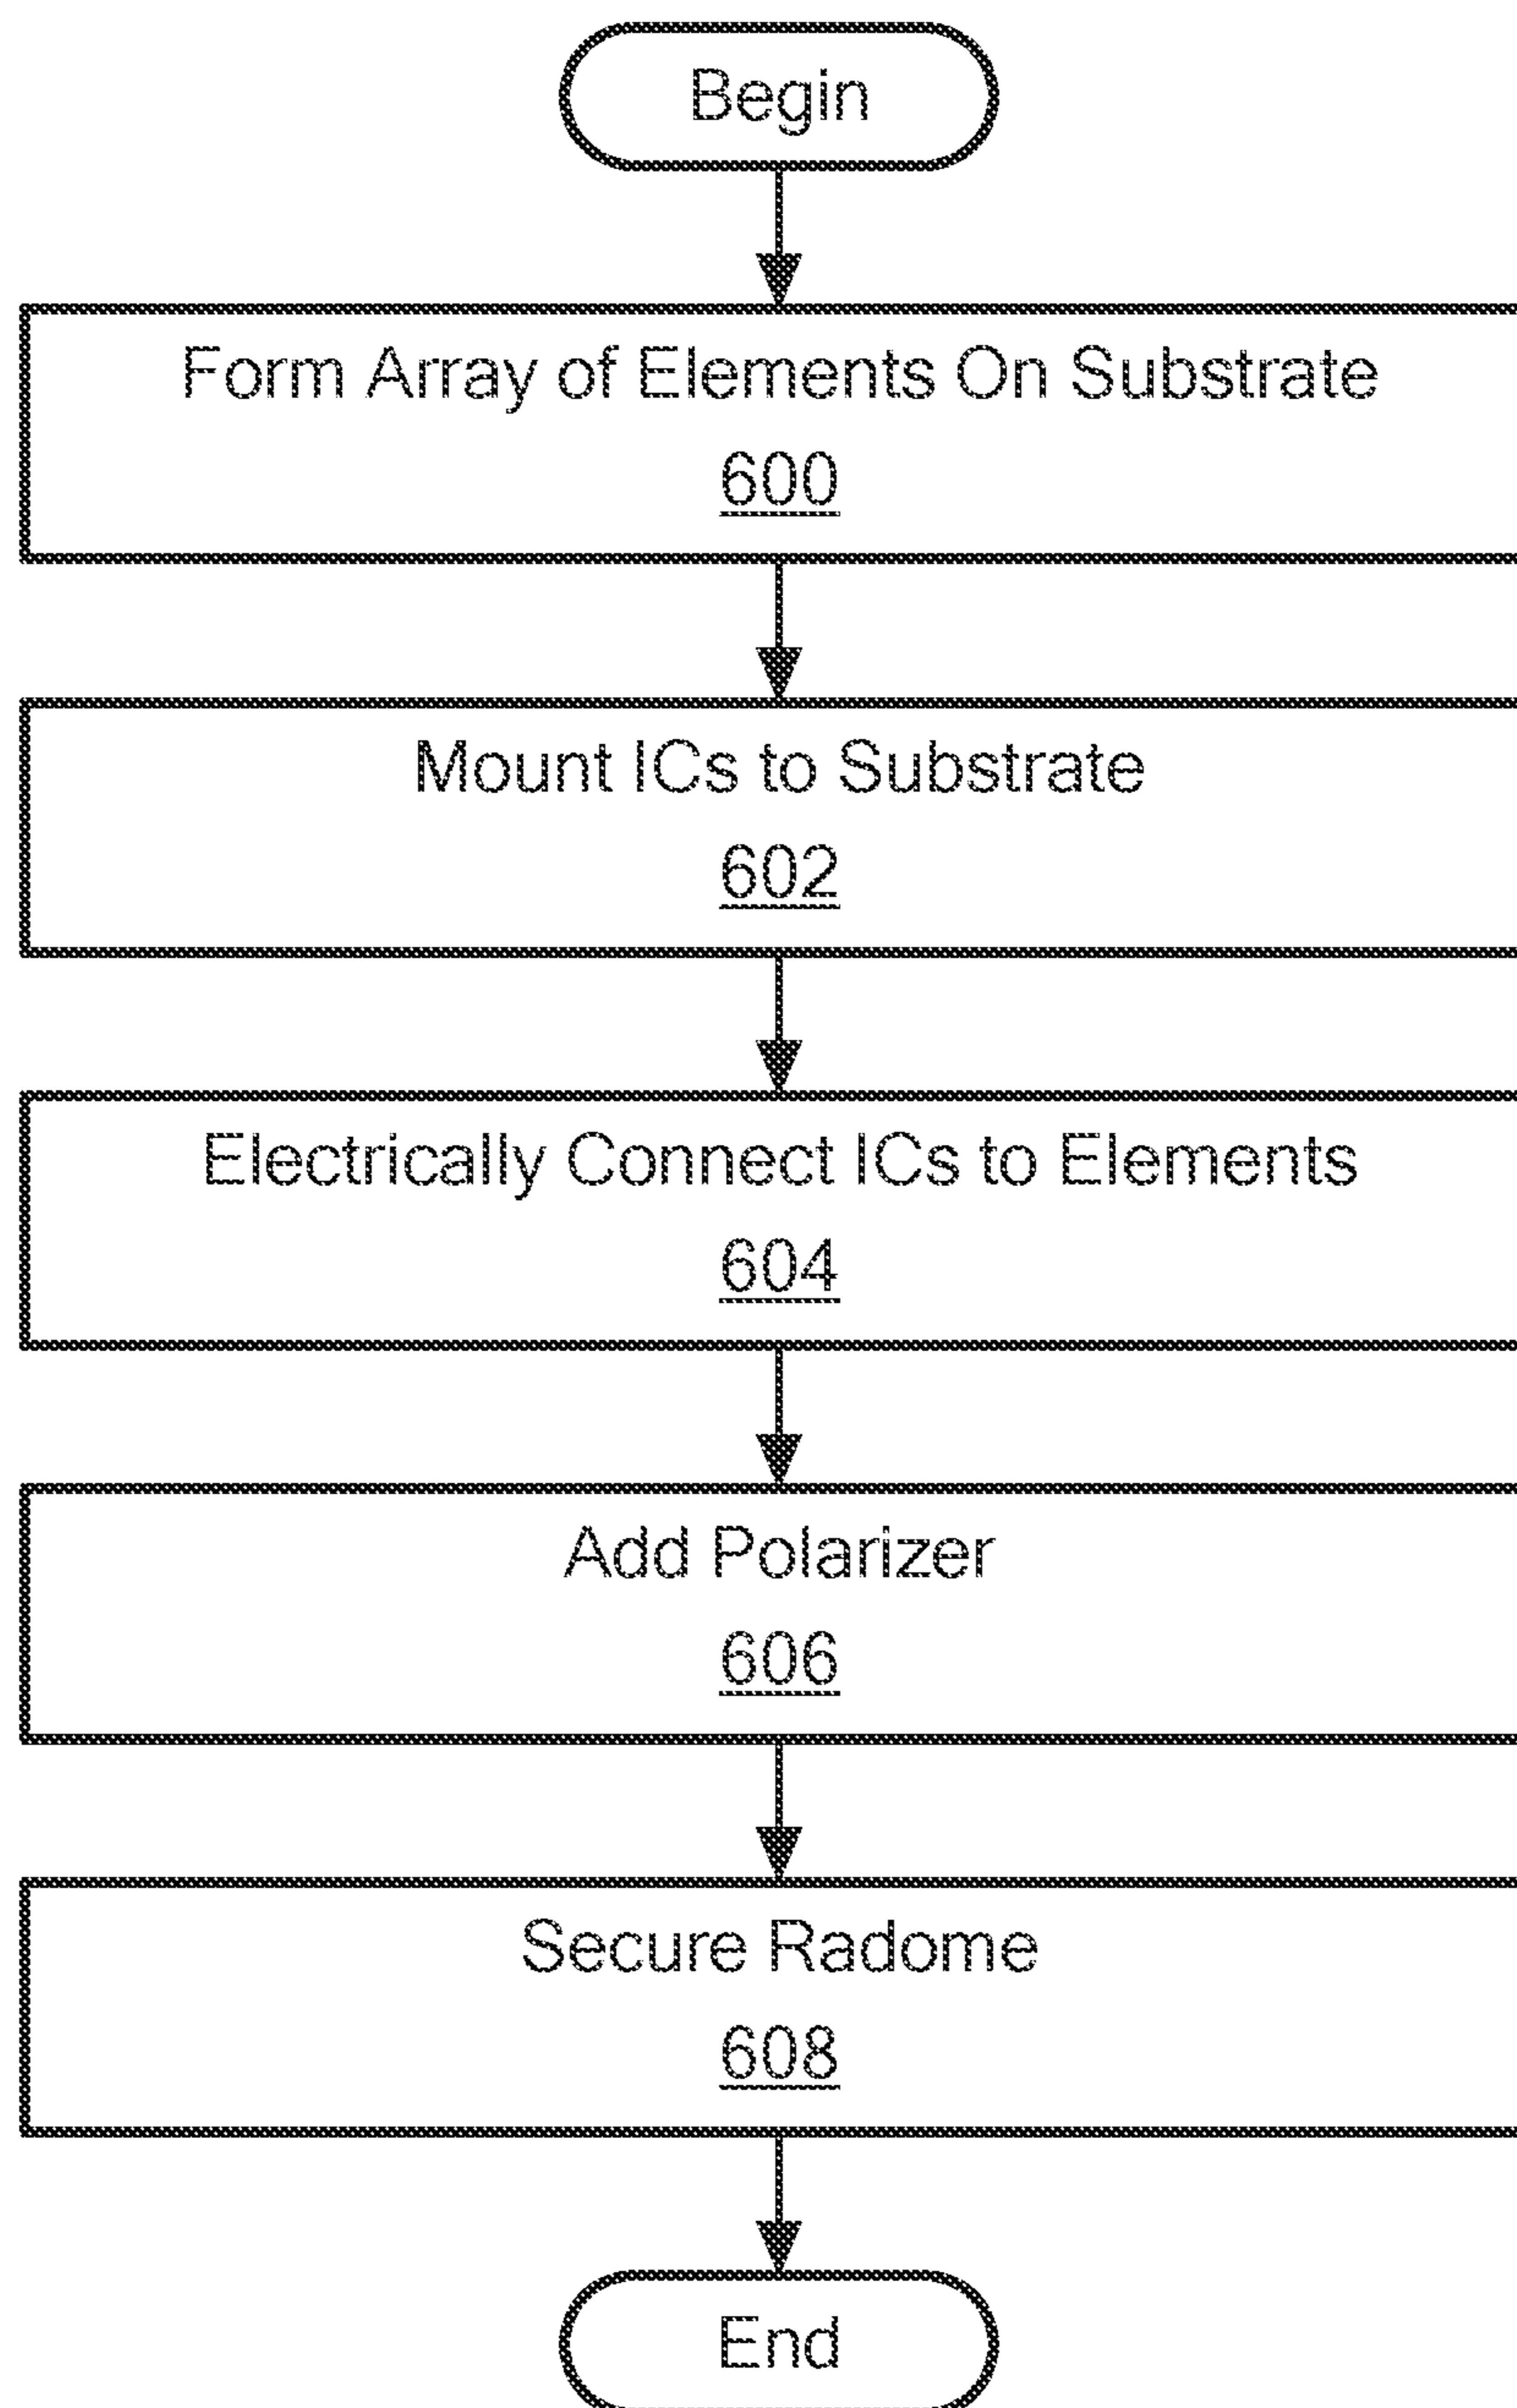 Begin
Form Array of Elements On Substrate
600
Mount ICs to Substrate
602
Electrically Connect ICs to Elements
604
Add Polarizer
606
Secure Radome
608
End